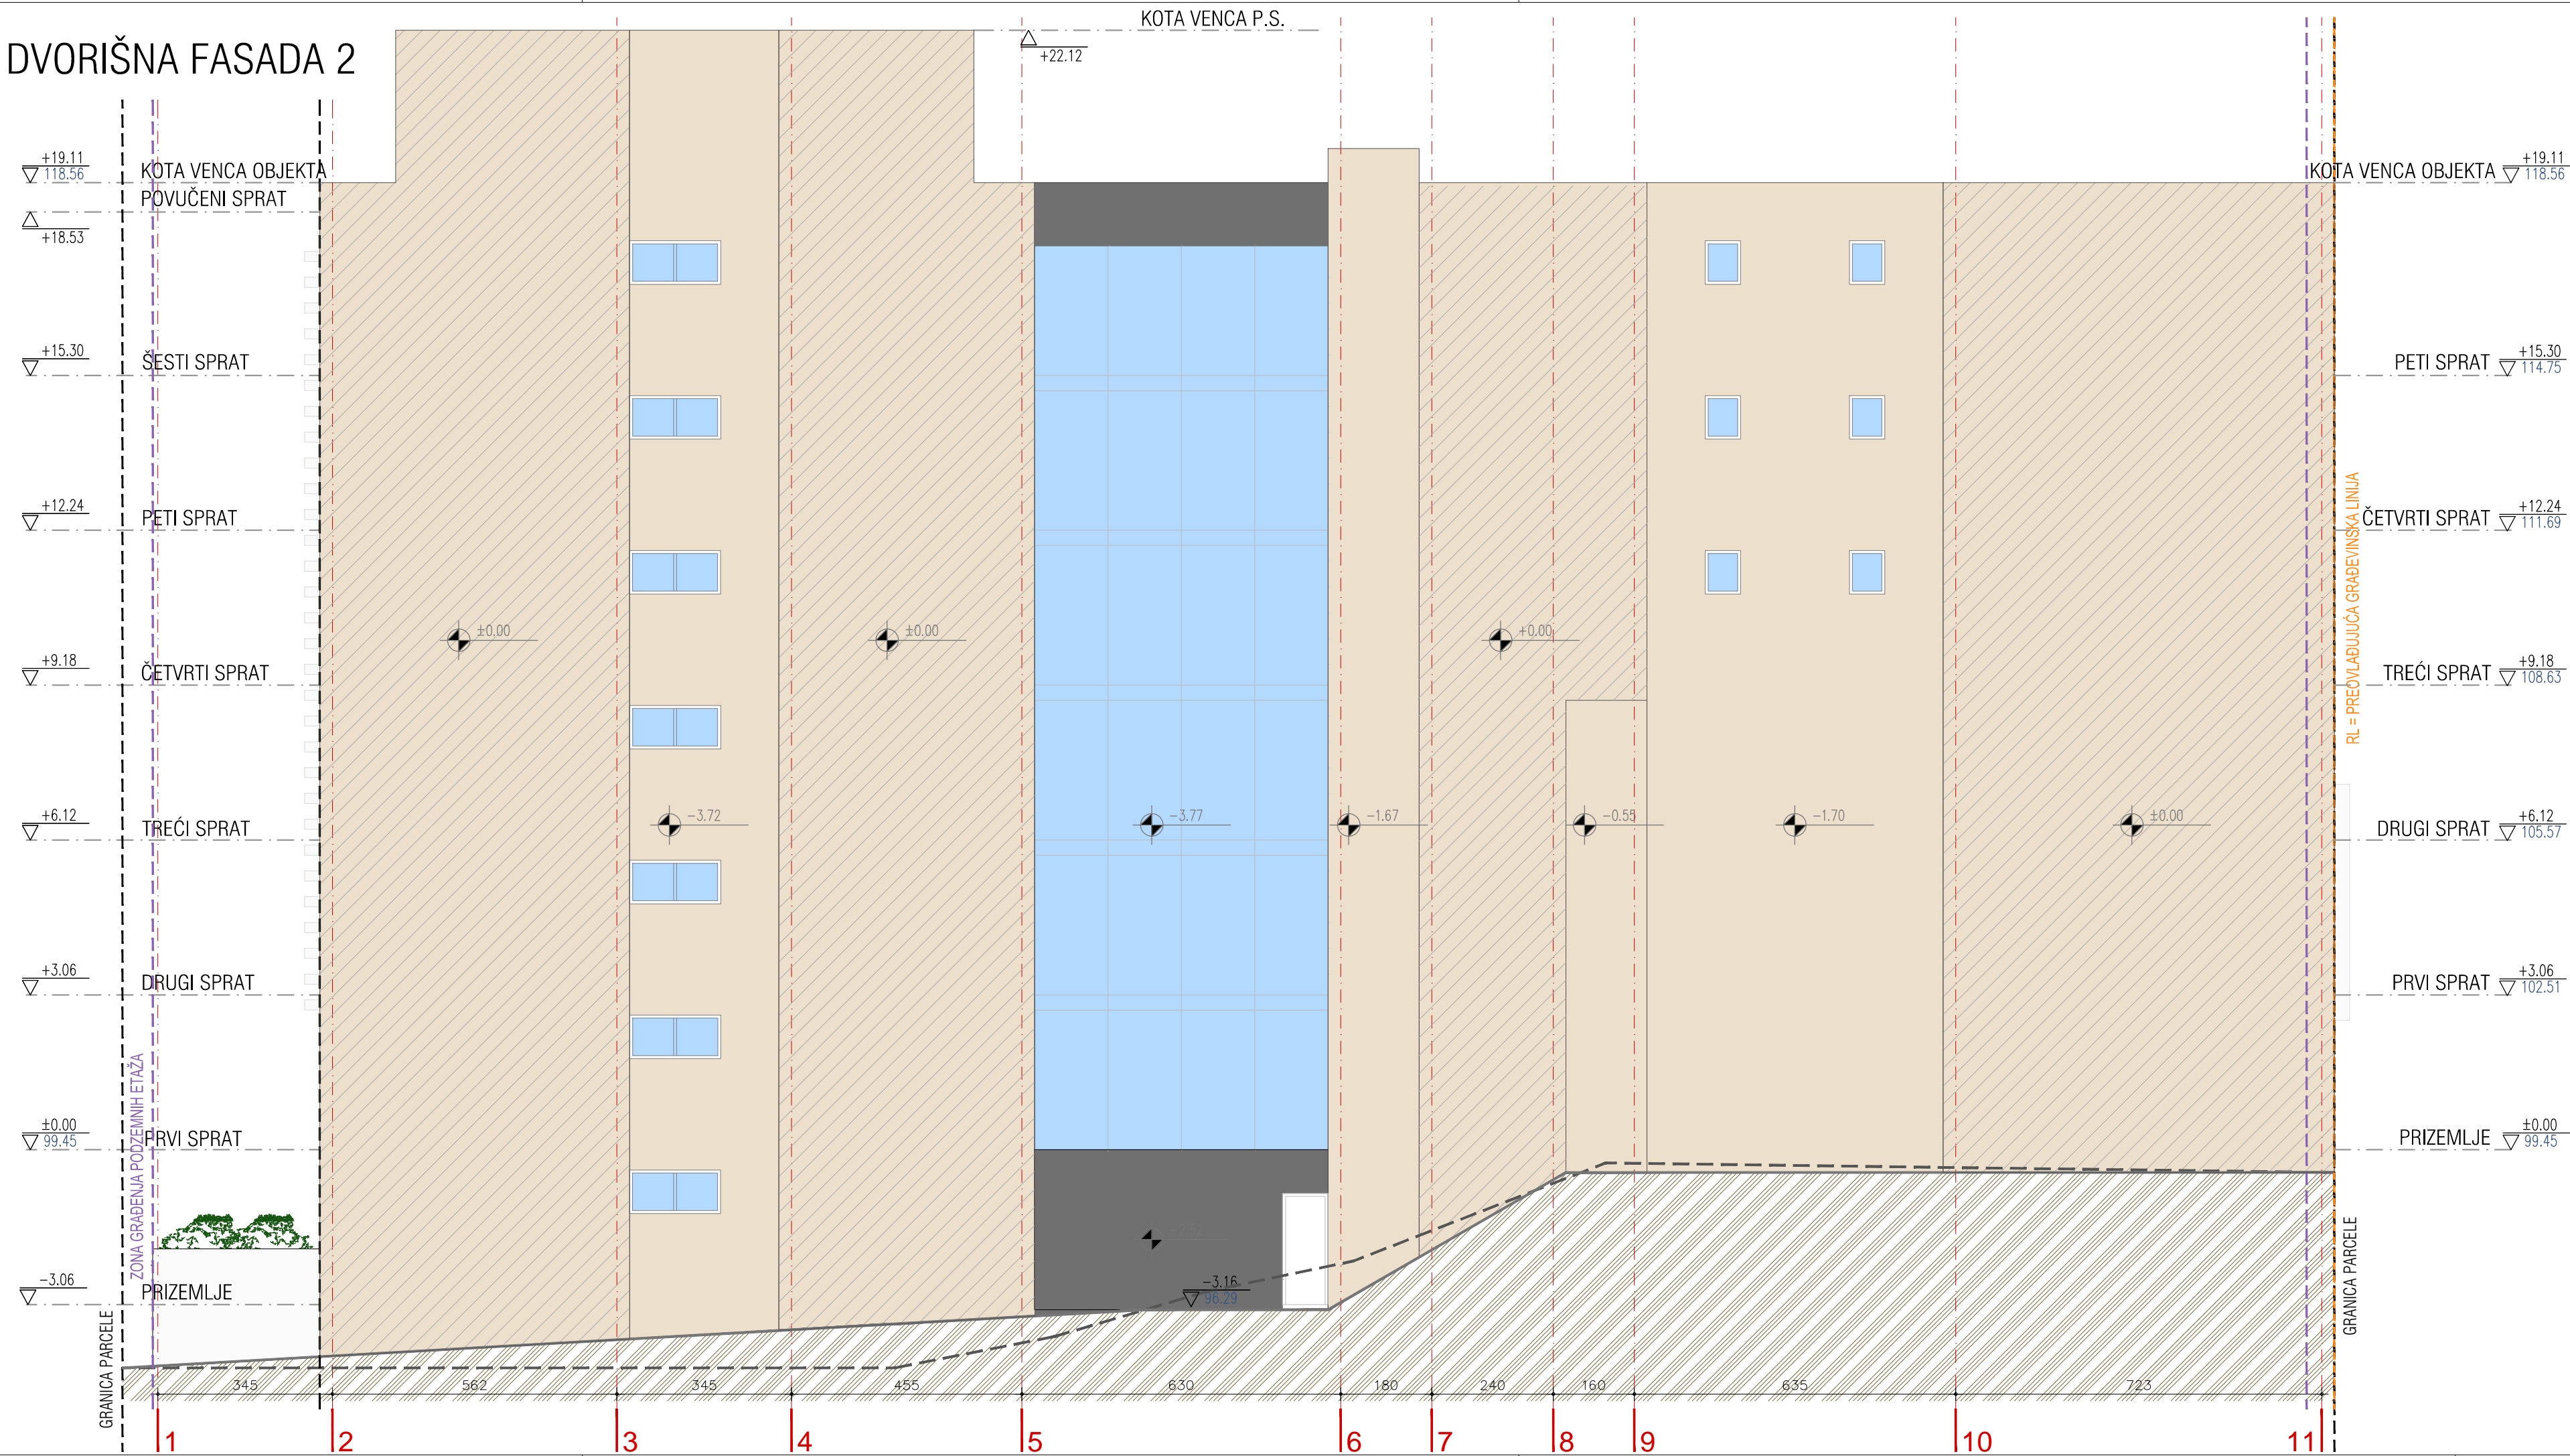 KOTA VENCA P.S.
+22.12
DVORIŠNA FASADA 2
+19.11
118.56
KOTA VENCA OBJEKTA
POVUČENI SPRAT
+18.53
+15.30
ŠESTI SPRAT
+12.24
PETI SPRAT
+9.18
ČETVRTI SPRAT
+6.12
TREĆI SPRAT
+3.06
DRUGI SPRAT
±0.00
99.45
PRVI SPRAT
−3.06
PRIZEMLJE
ZONA GRAĐENJA PODZEMNIH ETAŽA
GRANICA PARCELE
±0.00
±0.00
+0.00
−3.72
−3.77
−1.67
−0.55
−1.70
±0.00
−3.16
96.29
KOTA VENCA OBJEKTA
+19.11
118.56
PETI SPRAT
+15.30
114.75
ČETVRTI SPRAT
+12.24
111.69
TREĆI SPRAT
+9.18
108.63
DRUGI SPRAT
+6.12
105.57
PRVI SPRAT
+3.06
102.51
PRIZEMLJE
±0.00
99.45
RL = PREOVLAĐUJUĆA GRAĐEVINSKA LINIJA
GRANICA PARCELE
345 562 345 455 630 180 240 160 635 723
1 2 3 4 5 6 7 8 9 10 11